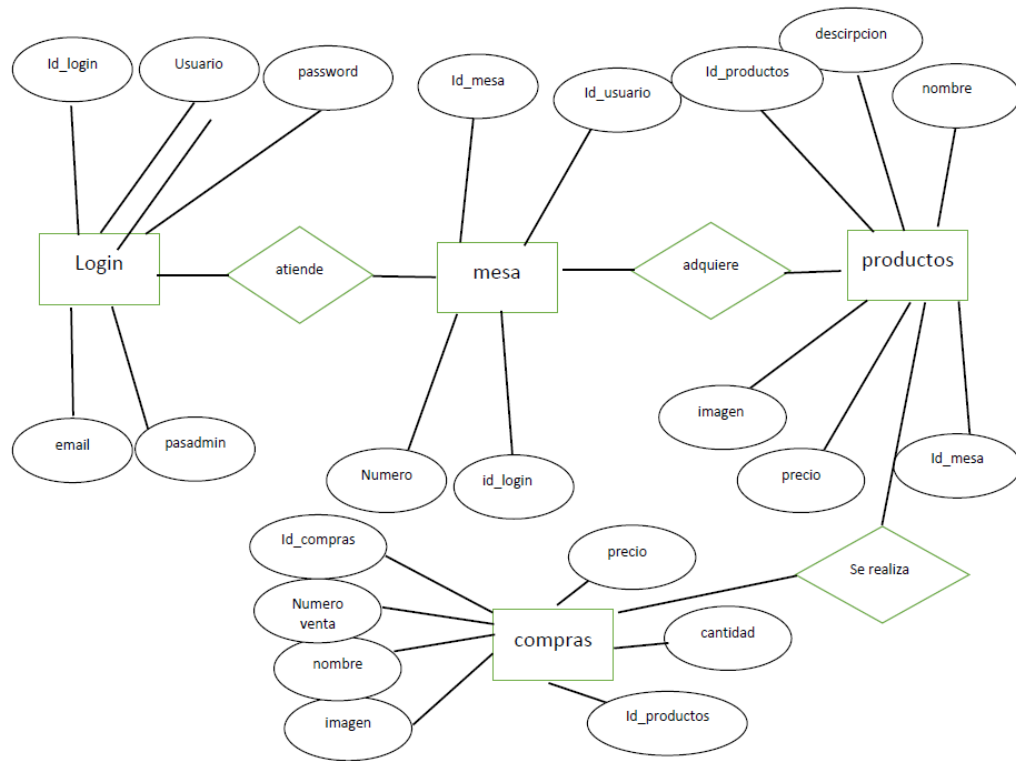 descirpcion
Id_login
Usuario
password
Id_mesa
Id_usuario
Id_productos
nombre
Login
atiende
mesa
adquiere
productos
email
pasadmin
Numero
id_login
imagen
precio
Id_mesa
Id_compras
precio
Se realiza
Numero
venta
nombre
imagen
compras
cantidad
Id_productos